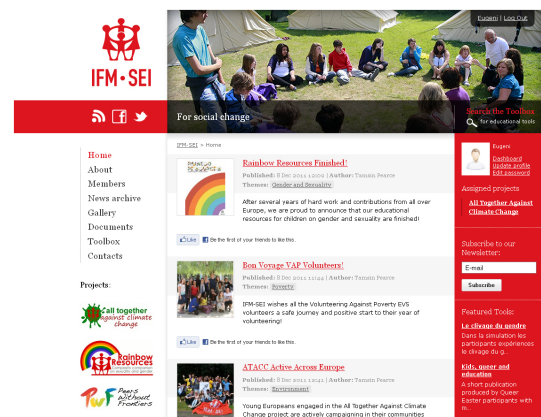 Eugeni | Log Out
IFM·SEI
For social change
Search the Toolbox
for educational tools
Home
About
Members
News archive
Gallery
Documents
Toolbox
Contacts
Projects:
all together
against climate
change
Rainbow
Resources
PWF Peers
Without
Frontiers
IFM-SEI > Home
Rainbow Resources Finished!
Published: 8 Dec 2011 12:09 | Author: Tamsin Pearce
Themes: Gender and Sexuality
After several years of hard work and contributions from all over
Europe, we are proud to announce that our educational
resources for children on gender and sexuality are finished!
Like Be the first of your friends to like this.
Bon Voyage VAP Volunteers!
Published: 8 Dec 2011 11:54 | Author: Tamsin Pearce
Themes: Poverty
IFM-SEI wishes all the Volunteering Against Poverty EVS
volunteers a safe journey and positive start to their year of
volunteering!
Like Be the first of your friends to like this.
ATACC Active Across Europe
Published: 8 Dec 2011 11:41 | Author: Tamsin Pearce
Themes: Environment
Young Europeans engaged in the All Together Against Climate
Change project are actively campaigning in their communities
Eugeni
Dashboard
Update profile
Edit password
Assigned projects
All Together Against
Climate Change
Subscribe to our
Newsletter:
E-mail
Subscribe
Featured Tools:
Le clivage du gendre
Dans la simulation les
participants expériences
le clivage du g...
Kids, queer and
education
A short publication
produced by Queer
Easter participants with
m...